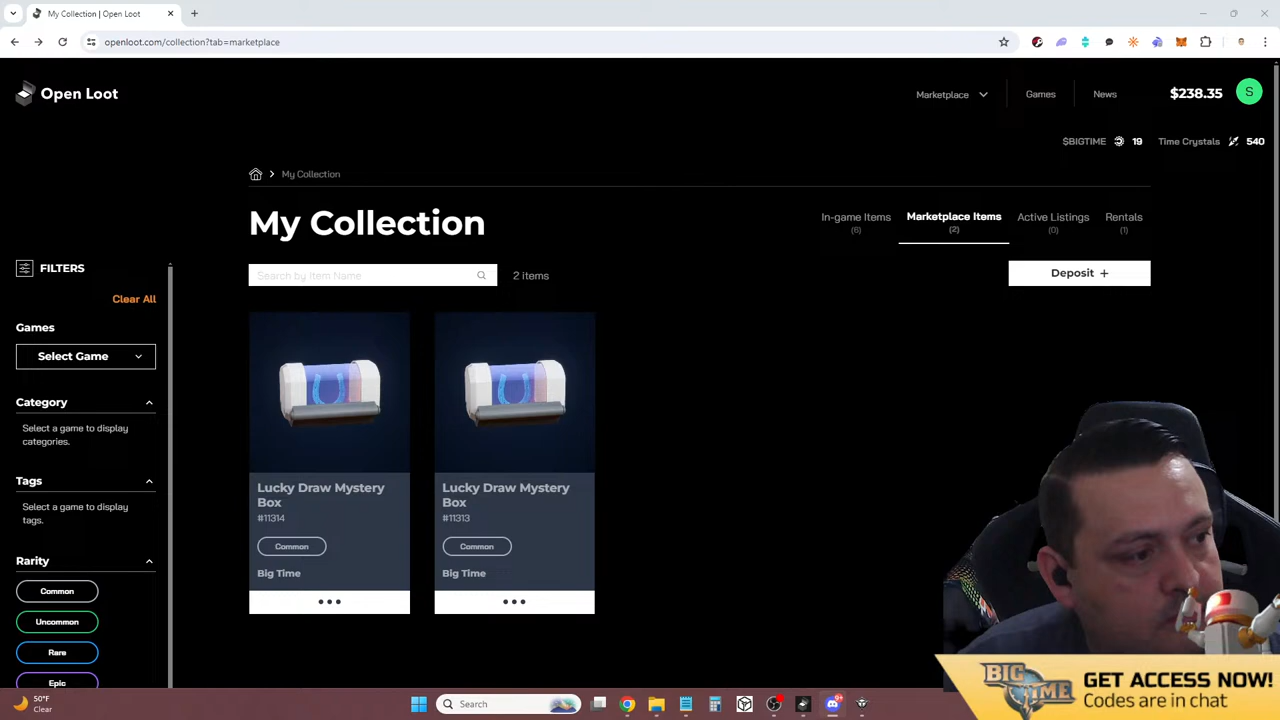 My Collection | Open Loot
openloot.com/collection?tab=marketplace
Open Loot
Marketplace
Games
News
$238.35
S
$BIGTIME
19
Time Crystals
540
My Collection
My Collection
In-game Items
(6)
Marketplace Items
(2)
Active Listings
(0)
Rentals
(1)
FILTERS
Clear All
Search by Item Name
2 items
Deposit +
Games
Select Game
Category
Select a game to display
categories.
Tags
Select a game to display
tags.
Rarity
Common
Uncommon
Rare
Epic
Lucky Draw Mystery
Box
#11314
Common
Big Time
Lucky Draw Mystery
Box
#11313
Common
Big Time
BIG
TIME
GET ACCESS NOW!
Codes are in chat
50°F
Clear
Search